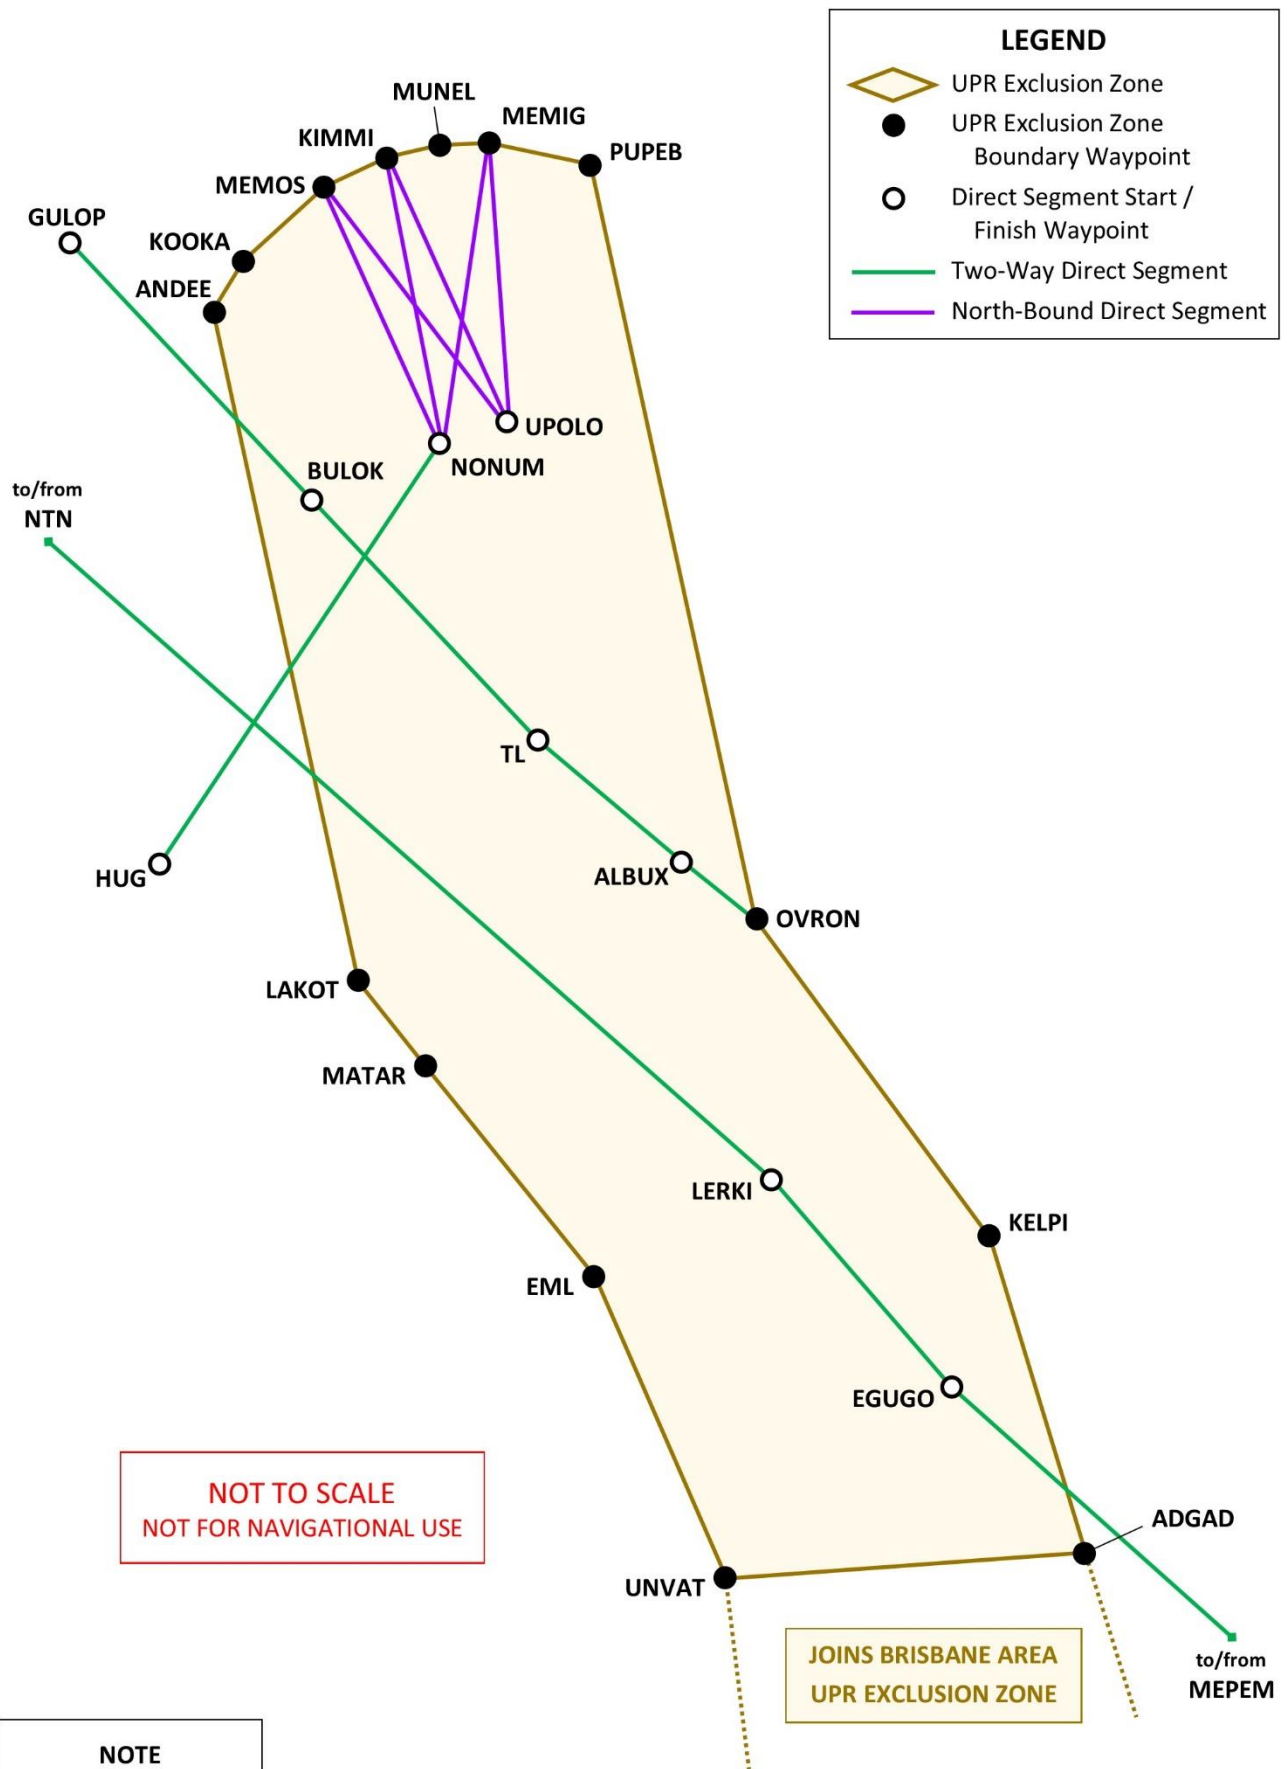 LEGEND
UPR Exclusion Zone
UPR Exclusion Zone
Boundary Waypoint
Direct Segment Start /
Finish Waypoint
Two-Way Direct Segment
North-Bound Direct Segment
MUNEL
MEMIG
KIMMI
PUPEB
MEMOS
GULOP
KOOKA
ANDEE
UPOLO
NONUM
BULOK
to/from
NTN
TL
ALBUX
HUG
OVRON
LAKOT
MATAR
LERKI
KELPI
EML
EGUGO
NOT TO SCALE
NOT FOR NAVIGATIONAL USE
ADGAD
UNVAT
JOINS BRISBANE AREA
UPR EXCLUSION ZONE
to/from
MEPEM
NOTE